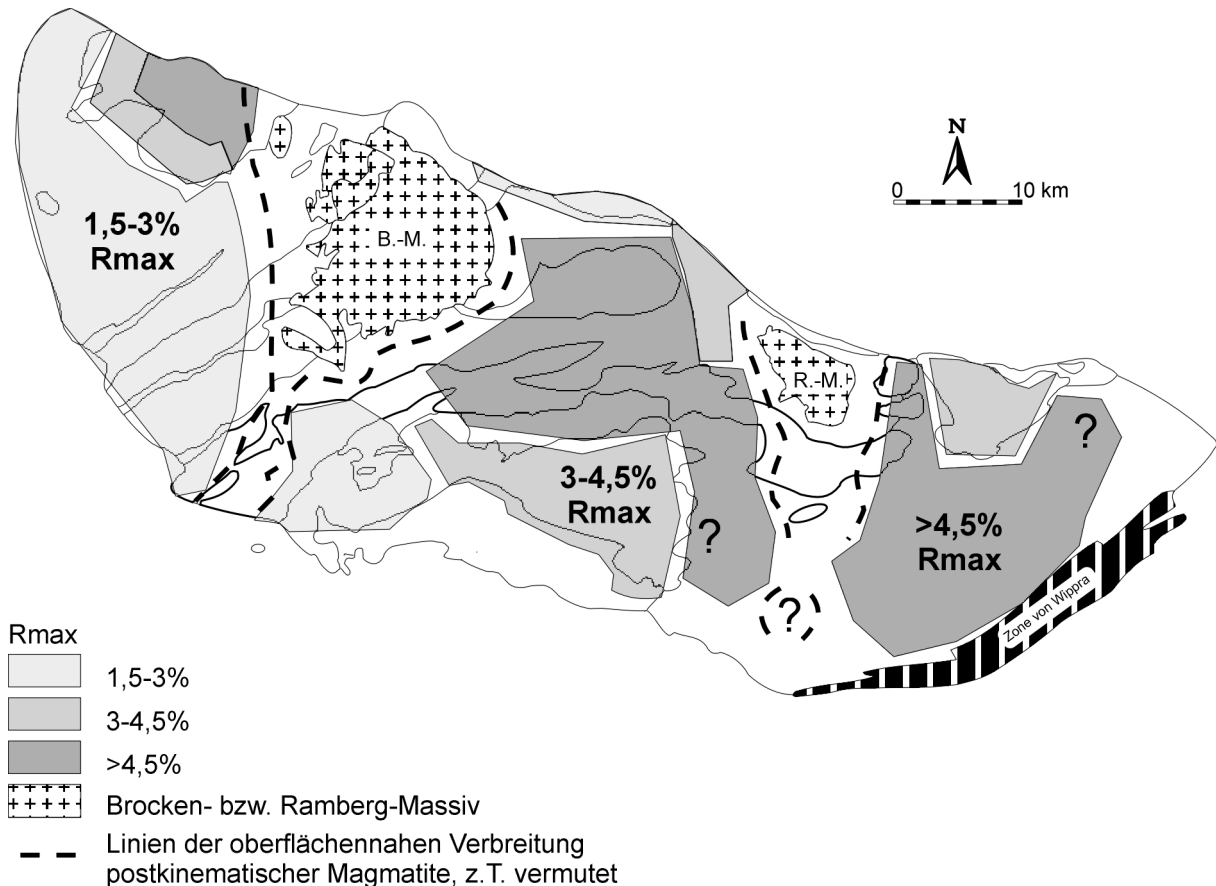 N
0 10 km
1,5-3%
Rmax
B.-M.
R.-M.
3-4,5%
Rmax
?
?
?
>4,5%
Rmax
Zone von Wippra
Rmax
1,5-3%
3-4,5%
>4,5%
Brocken- bzw. Ramberg-Massiv
Linien der oberflächennahen Verbreitung
postkinematischer Magmatite, z.T. vermutet